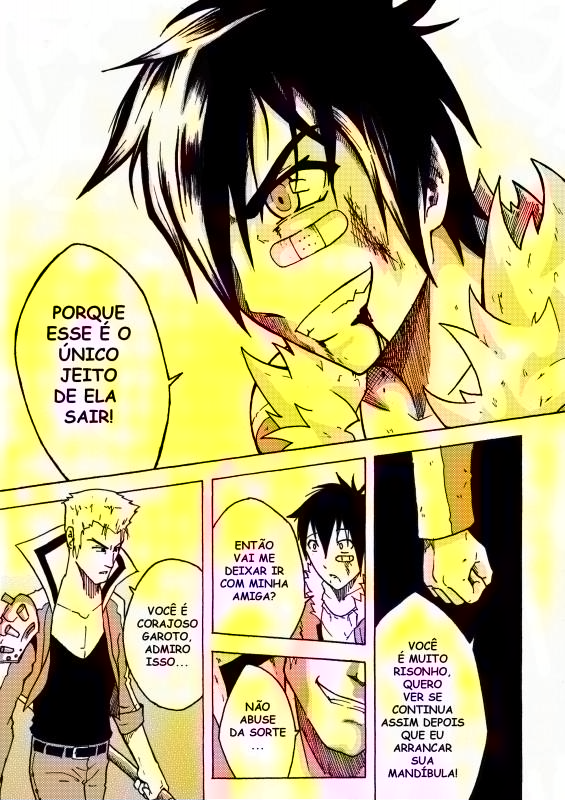 PORQUE
ESSE É O
ÚNICO
JEITO
DE ELA
SAIR!
VOCÊ É
CORAJOSO
GAROTO,
ADMIRO
ISSO...
ENTÃO
VAI ME
DEIXAR IR
COM MINHA
AMIGA?
NÃO
ABUSE
DA SORTE
...
VOCÊ
É MUITO
RISONHO,
QUERO
VER SE
CONTINUA
ASSIM DEPOIS
QUE EU
ARRANCAR
SUA
MANDÍBULA!